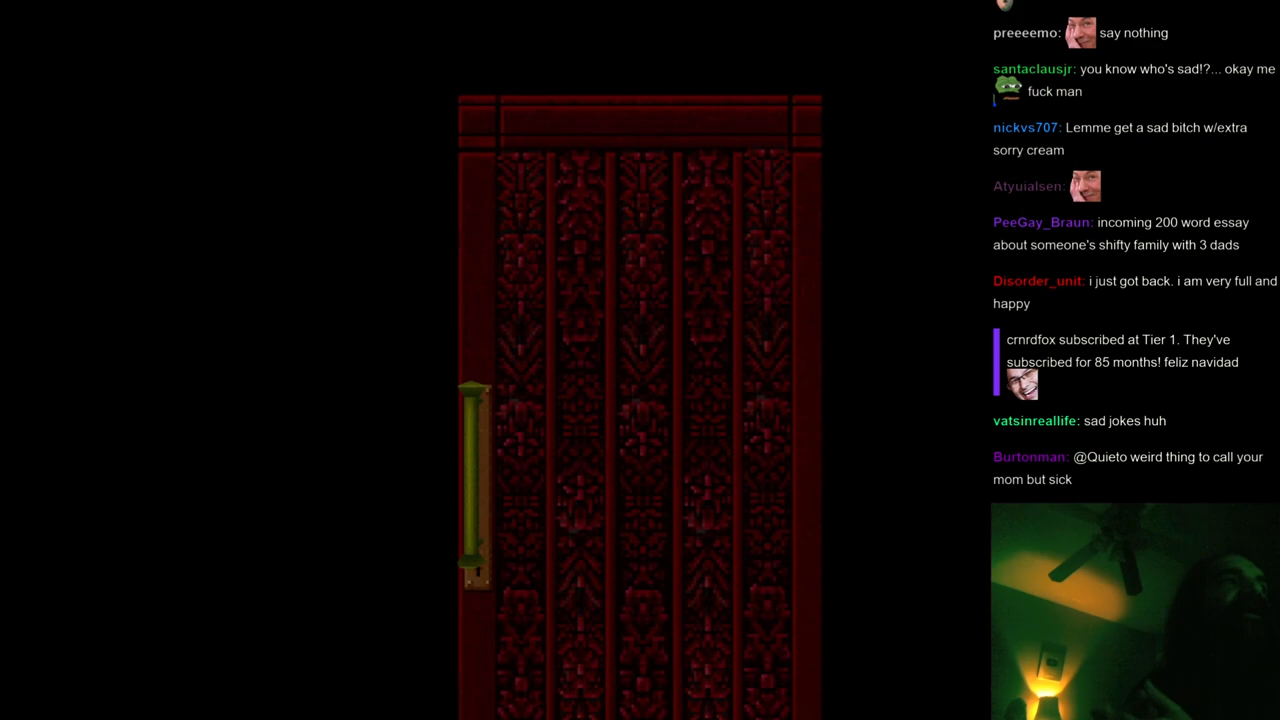 preeeemo: say nothing
santaclausjr: you know who's sad!?... okay me
fuck man
nickvs707: Lemme get a sad bitch w/extra
sorry cream
Atyuialsen:
PeeGay_Braun: incoming 200 word essay
about someone's shifty family with 3 dads
Disorder_unit: i just got back. i am very full and
happy
crnrdfox subscribed at Tier 1. They've
subscribed for 85 months! feliz navidad
vatsinreallife: sad jokes huh
Burtonman: @Quieto weird thing to call your
mom but sick